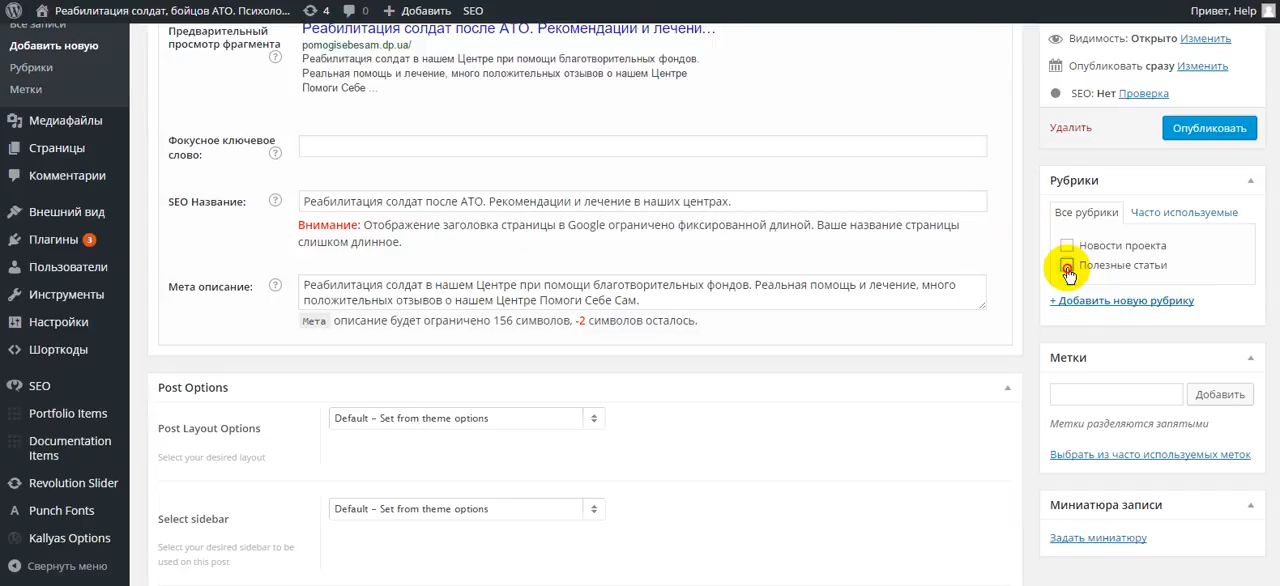 Реабилитация солдат, бойцов АТО. Психоло...
4
0
Добавить
SEO
Привет, Help
Все записи
Добавить новую
Рубрики
Метки
Медиафайлы
Страницы
Комментарии
Внешний вид
Плагины 3
Пользователи
Инструменты
Настройки
Шорткоды
SEO
Portfolio Items
Documentation
Items
Revolution Slider
Punch Fonts
Kallyas Options
Свернуть меню
Предварительный
просмотр фрагмента
?
Реабилитация солдат после АТО. Рекомендации и лечени...
pomogisebesam.dp.ua/
Реабилитация солдат в нашем Центре при помощи благотворительных фондов.
Реальная помощь и лечение, много положительных отзывов о нашем Центре
Помоги Себе ...
Фокусное ключевое
слово:
?
SEO Название:
?
Реабилитация солдат после АТО. Рекомендации и лечение в наших центрах.
Внимание: Отображение заголовка страницы в Google ограничено фиксированной длиной. Ваше название страницы
слишком длинное.
Мета описание:
?
Реабилитация солдат в нашем Центре при помощи благотворительных фондов. Реальная помощь и лечение, много
положительных отзывов о нашем Центре Помоги Себе Сам.
Мета описание будет ограничено 156 символов, -2 символов осталось.
Post Options
Post Layout Options
Select your desired layout
Default – Set from theme options
Select sidebar
Select your desired sidebar to be
used on this post
Default – Set from theme options
Видимость: Открыто Изменить
Опубликовать сразу Изменить
SEO: Нет Проверка
Удалить
Опубликовать
Рубрики
Все рубрики
Часто используемые
Новости проекта
Полезные статьи
+ Добавить новую рубрику
Метки
Добавить
Метки разделяются запятыми
Выбрать из часто используемых меток
Миниатюра записи
Задать миниатюру